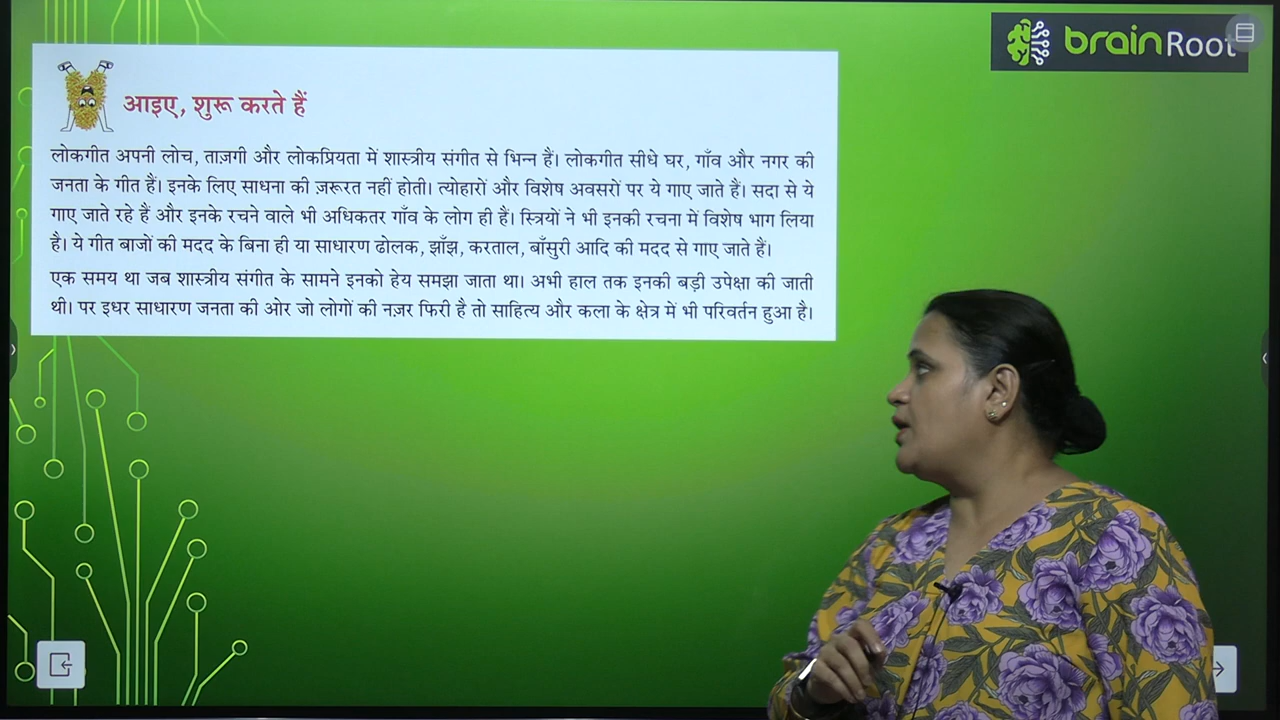 brainRoot
आइए, शुरू करते हैं
लोकगीत अपनी लोच, ताज़गी और लोकप्रियता में शास्त्रीय संगीत से भिन्न हैं। लोकगीत सीधे घर, गाँव और नगर की
जनता के गीत हैं। इनके लिए साधना की ज़रूरत नहीं होती। त्योहारों और विशेष अवसरों पर ये गाए जाते हैं। सदा से ये
गाए जाते रहे हैं और इनके रचने वाले भी अधिकतर गाँव के लोग ही हैं। स्त्रियों ने भी इनकी रचना में विशेष भाग लिया
है। ये गीत बाजों की मदद के बिना ही या साधारण ढोलक, झाँझ, करताल, बाँसुरी आदि की मदद से गाए जाते हैं।
एक समय था जब शास्त्रीय संगीत के सामने इनको हेय समझा जाता था। अभी हाल तक इनकी बड़ी उपेक्षा की जाती
थी। पर इधर साधारण जनता की ओर जो लोगों की नज़र फिरी है तो साहित्य और कला के क्षेत्र में भी परिवर्तन हुआ है।